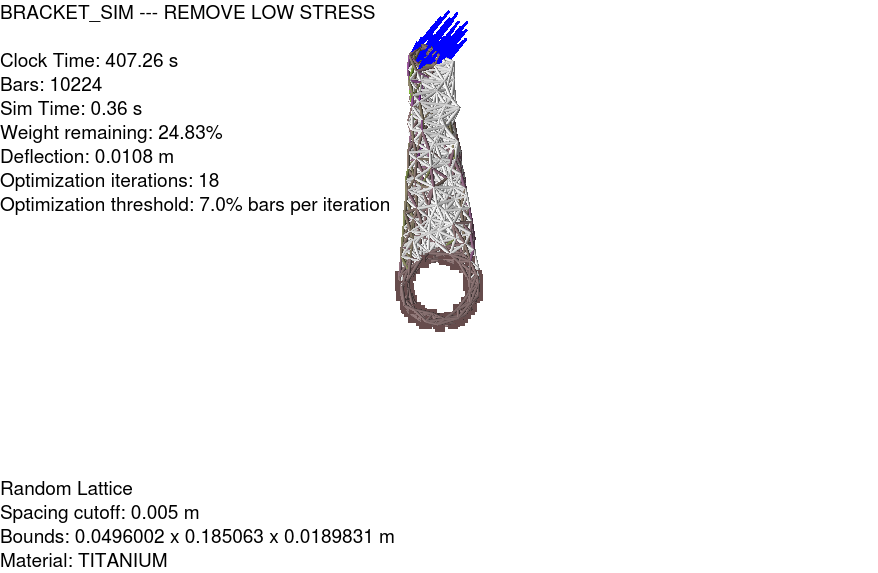 BRACKET_SIM --- REMOVE LOW STRESS
Clock Time: 407.26 s
Bars: 10224
Sim Time: 0.36 s
Weight remaining: 24.83%
Deflection: 0.0108 m
Optimization iterations: 18
Optimization threshold: 7.0% bars per iteration
Random Lattice
Spacing cutoff: 0.005 m
Bounds: 0.0496002 x 0.185063 x 0.0189831 m
Material: TITANIUM